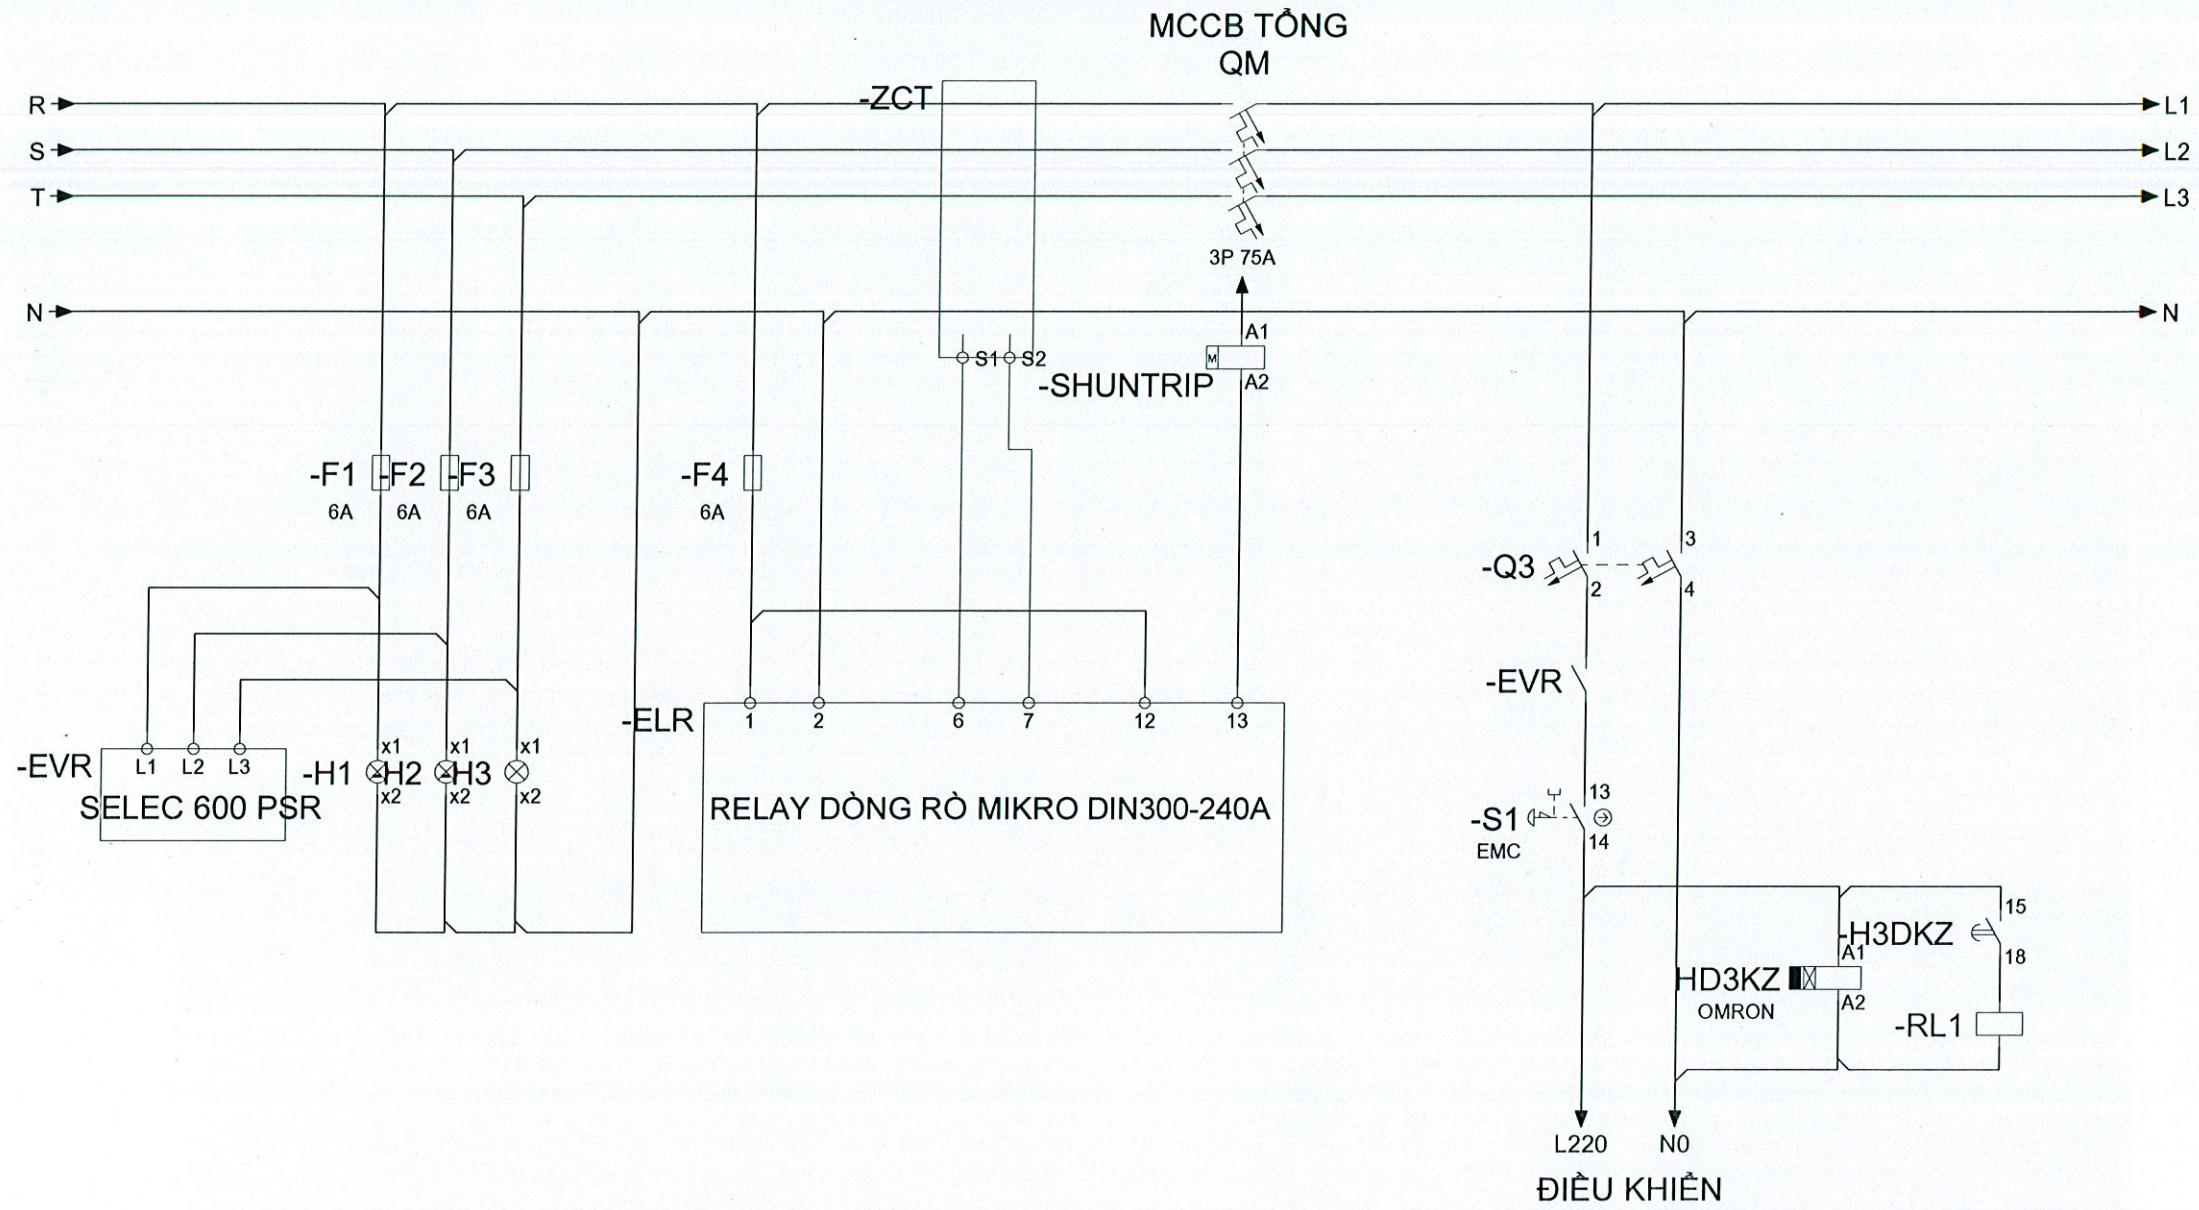 MCCB TỔNG
QM
R
-ZCT
L1
S
L2
T
L3
3P 75A
N
N
A1
S1
S2
M
-SHUNTRIP
A2
-F1
-F2
-F3
-F4
6A
6A
6A
6A
1
3
-Q3
2
4
-EVR
-ELR
1
2
6
7
12
13
x1
x1
x1
-EVR
L1
L2
L3
-H1
H2
H3
x2
x2
x2
SELEC 600 PSR
RELAY DÒNG RÒ MIKRO DIN300-240A
13
-S1
14
EMC
15
-H3DKZ
A1
18
HD3KZ
OMRON
A2
-RL1
L220
N0
ĐIỀU KHIỂN